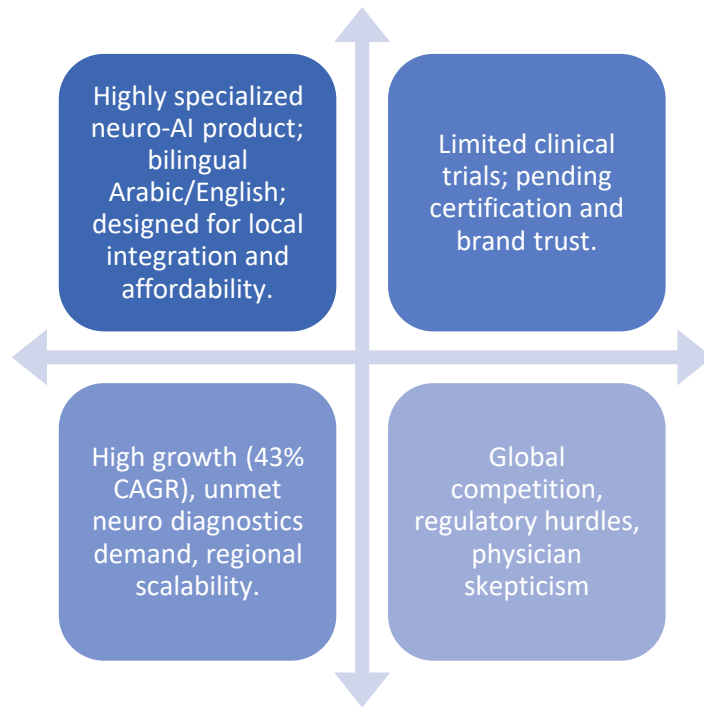 Highly specialized
neuro-AI product;
bilingual
Arabic/English;
designed for local
integration and
affordability.
Limited clinical
trials; pending
certification and
brand trust.
High growth (43%
CAGR), unmet
neuro diagnostics
demand, regional
scalability.
Global
competition,
regulatory hurdles,
physician
skepticism